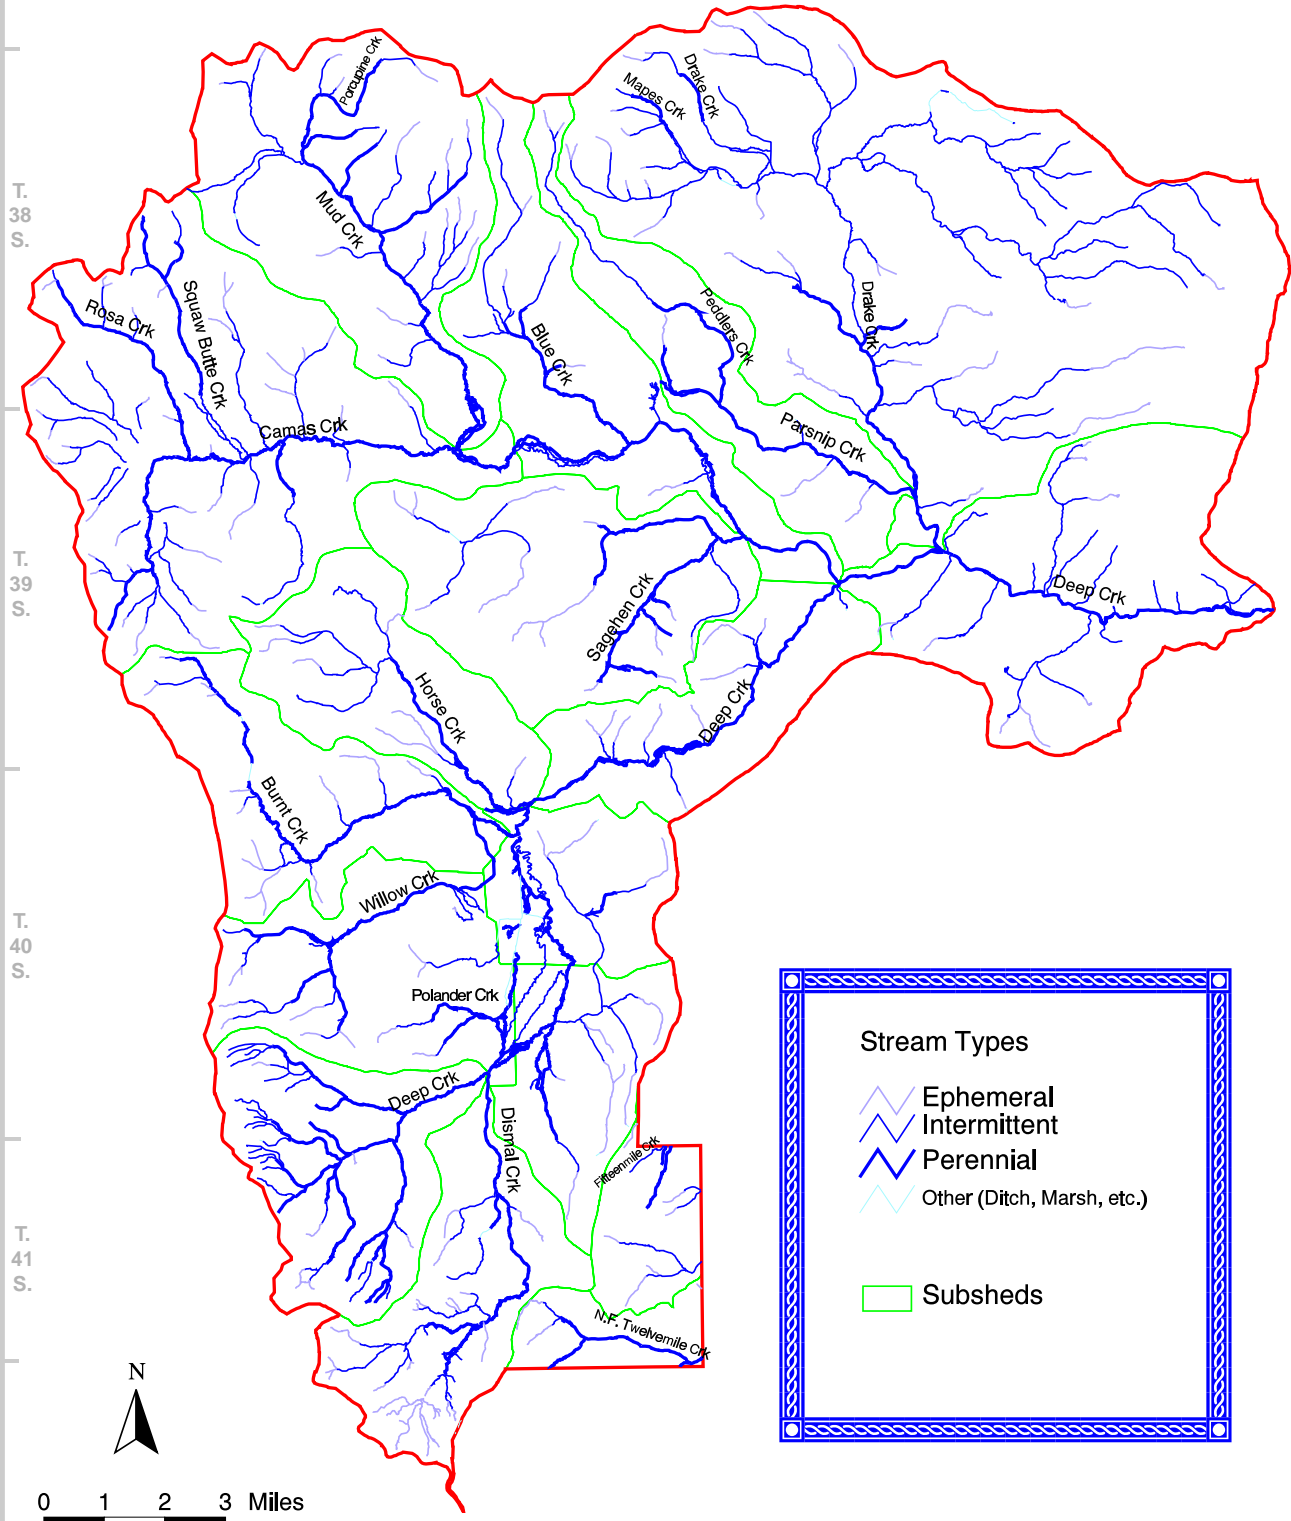 Porcupine Crk
Drake Crk
Mapes Crk
T.
38
S.
Mud Crk
Rosa Crk
Squaw Butte Crk
Blue Crk
Peddlers Crk
Drake Crk
Camas Crk
Parsnip Crk
T.
39
S.
Sagehen Crk
Deep Crk
Horse Crk
Deep Crk
Burnt Crk
Willow Crk
T.
40
S.
Polander Crk
Deep Crk
Dismal Crk
Fifteenmile Crk
T.
41
S.
N.F. Twelvemile Crk
Stream Types
Ephemeral
Intermittent
Perennial
Other (Ditch, Marsh, etc.)
Subsheds
N
0 1 2 3 Miles